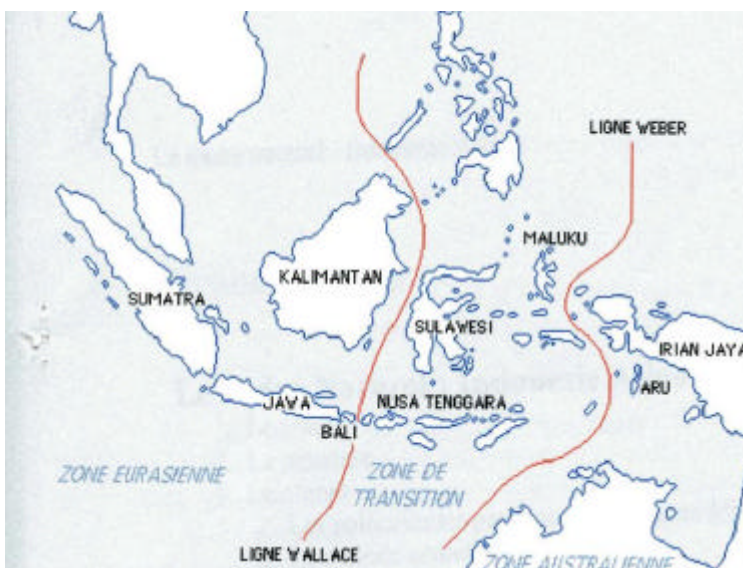 LIGNE WEBER
MALUKU
KALIMANTAN
SUMATRA
SULAWESI
IRIAN JAYA
ARU
JAWA
NUSA TENGGARA
BALI
ZONE EURASIENNE
ZONE DE
TRANSITION
LIGNE WALLACE
ZONE AUSTRALIENNE